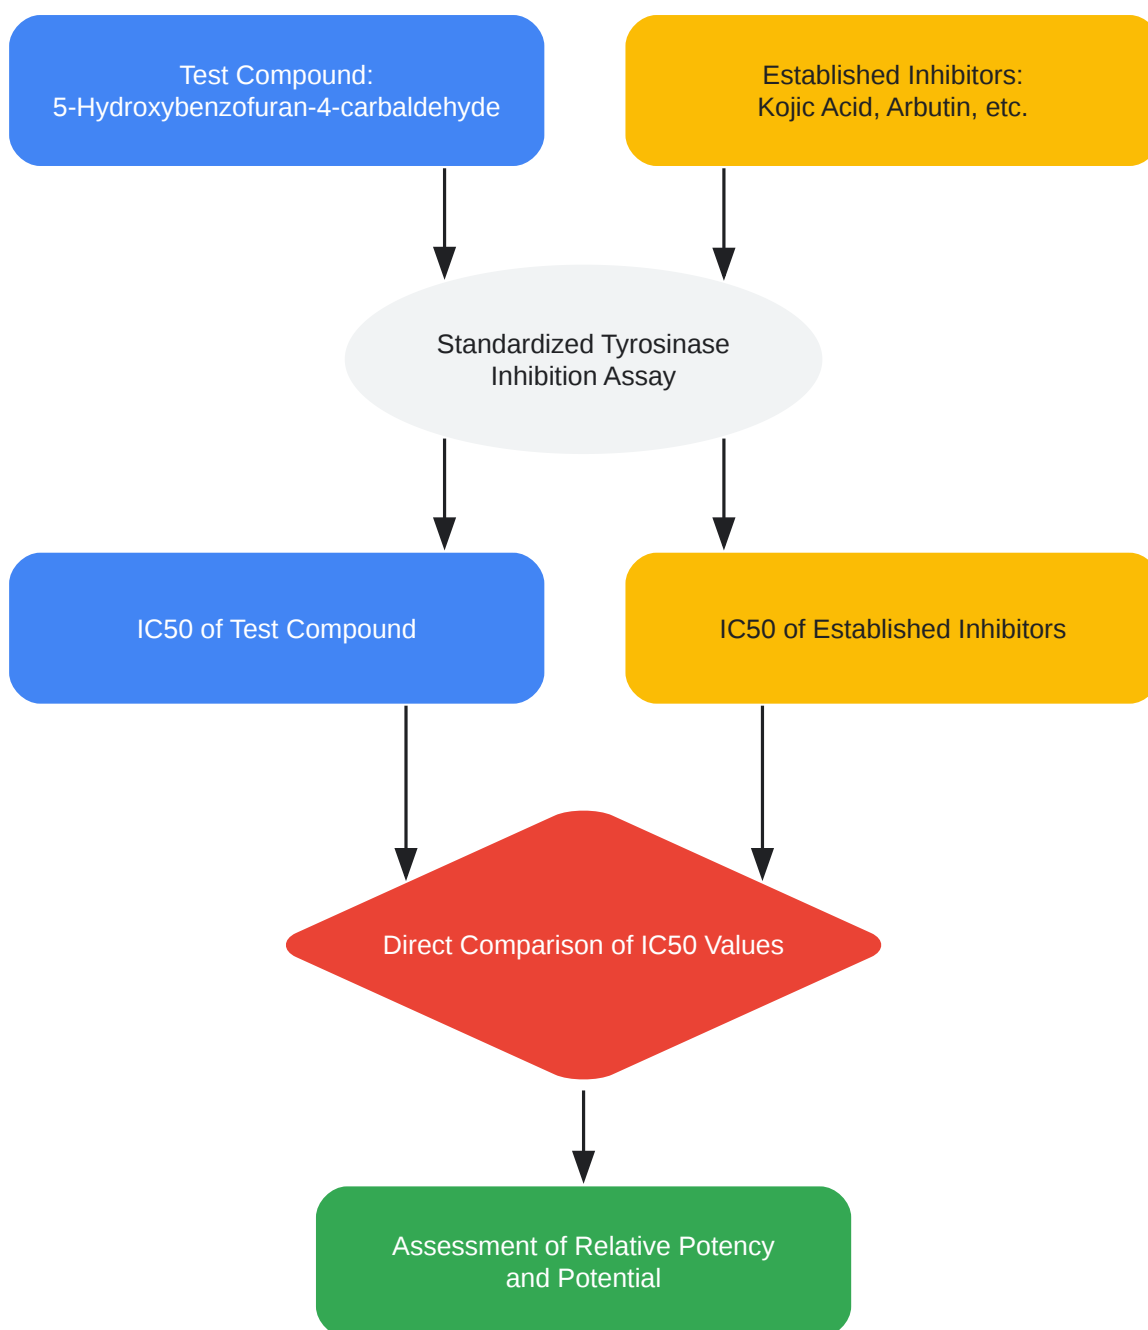 Test Compound:
5-Hydroxybenzofuran-4-carbaldehyde
Established Inhibitors:
Kojic Acid, Arbutin, etc.
Standardized Tyrosinase
Inhibition Assay
IC50 of Test Compound
IC50 of Established Inhibitors
Direct Comparison of IC50 Values
Assessment of Relative Potency
and Potential